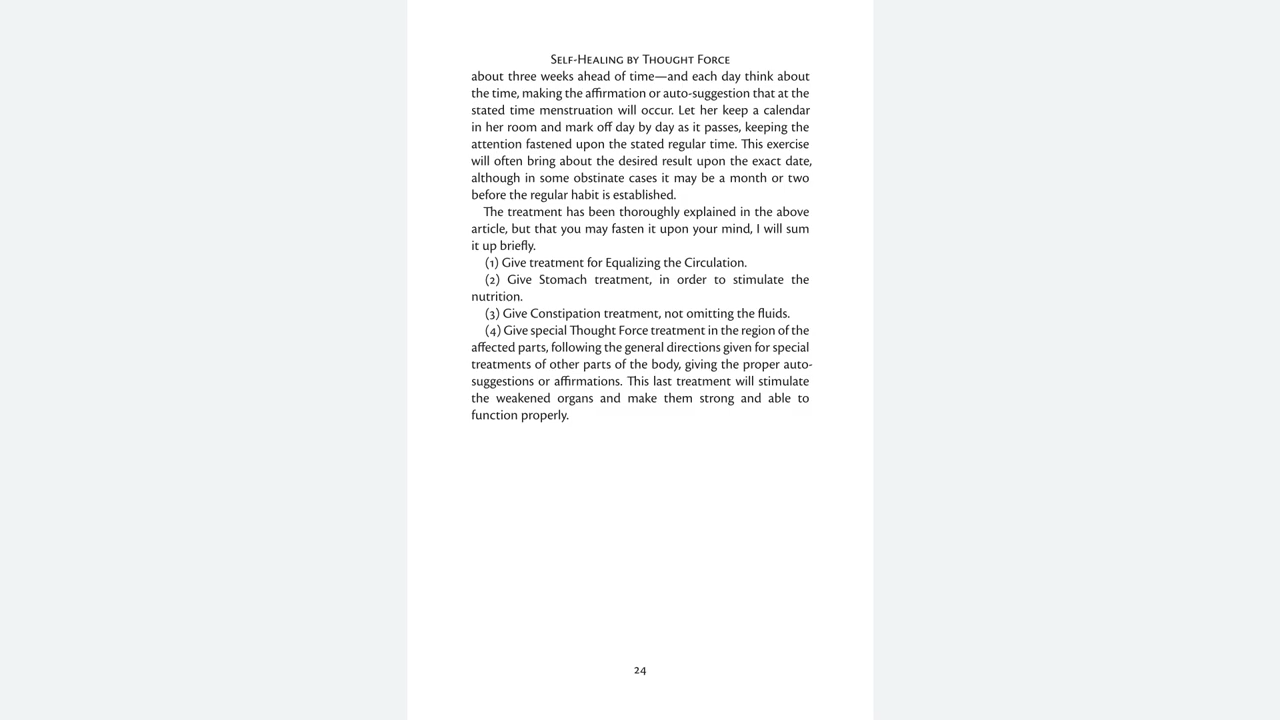 Self-Healing by Thought Force
about three weeks ahead of time—and each day think about
the time, making the affirmation or auto-suggestion that at the
stated time menstruation will occur. Let her keep a calendar
in her room and mark off day by day as it passes, keeping the
attention fastened upon the stated regular time. This exercise
will often bring about the desired result upon the exact date,
although in some obstinate cases it may be a month or two
before the regular habit is established.
The treatment has been thoroughly explained in the above
article, but that you may fasten it upon your mind, I will sum
it up briefly.
(1) Give treatment for Equalizing the Circulation.
(2) Give Stomach treatment, in order to stimulate the
nutrition.
(3) Give Constipation treatment, not omitting the fluids.
(4) Give special Thought Force treatment in the region of the
affected parts, following the general directions given for special
treatments of other parts of the body, giving the proper auto-
suggestions or affirmations. This last treatment will stimulate
the weakened organs and make them strong and able to
function properly.
24